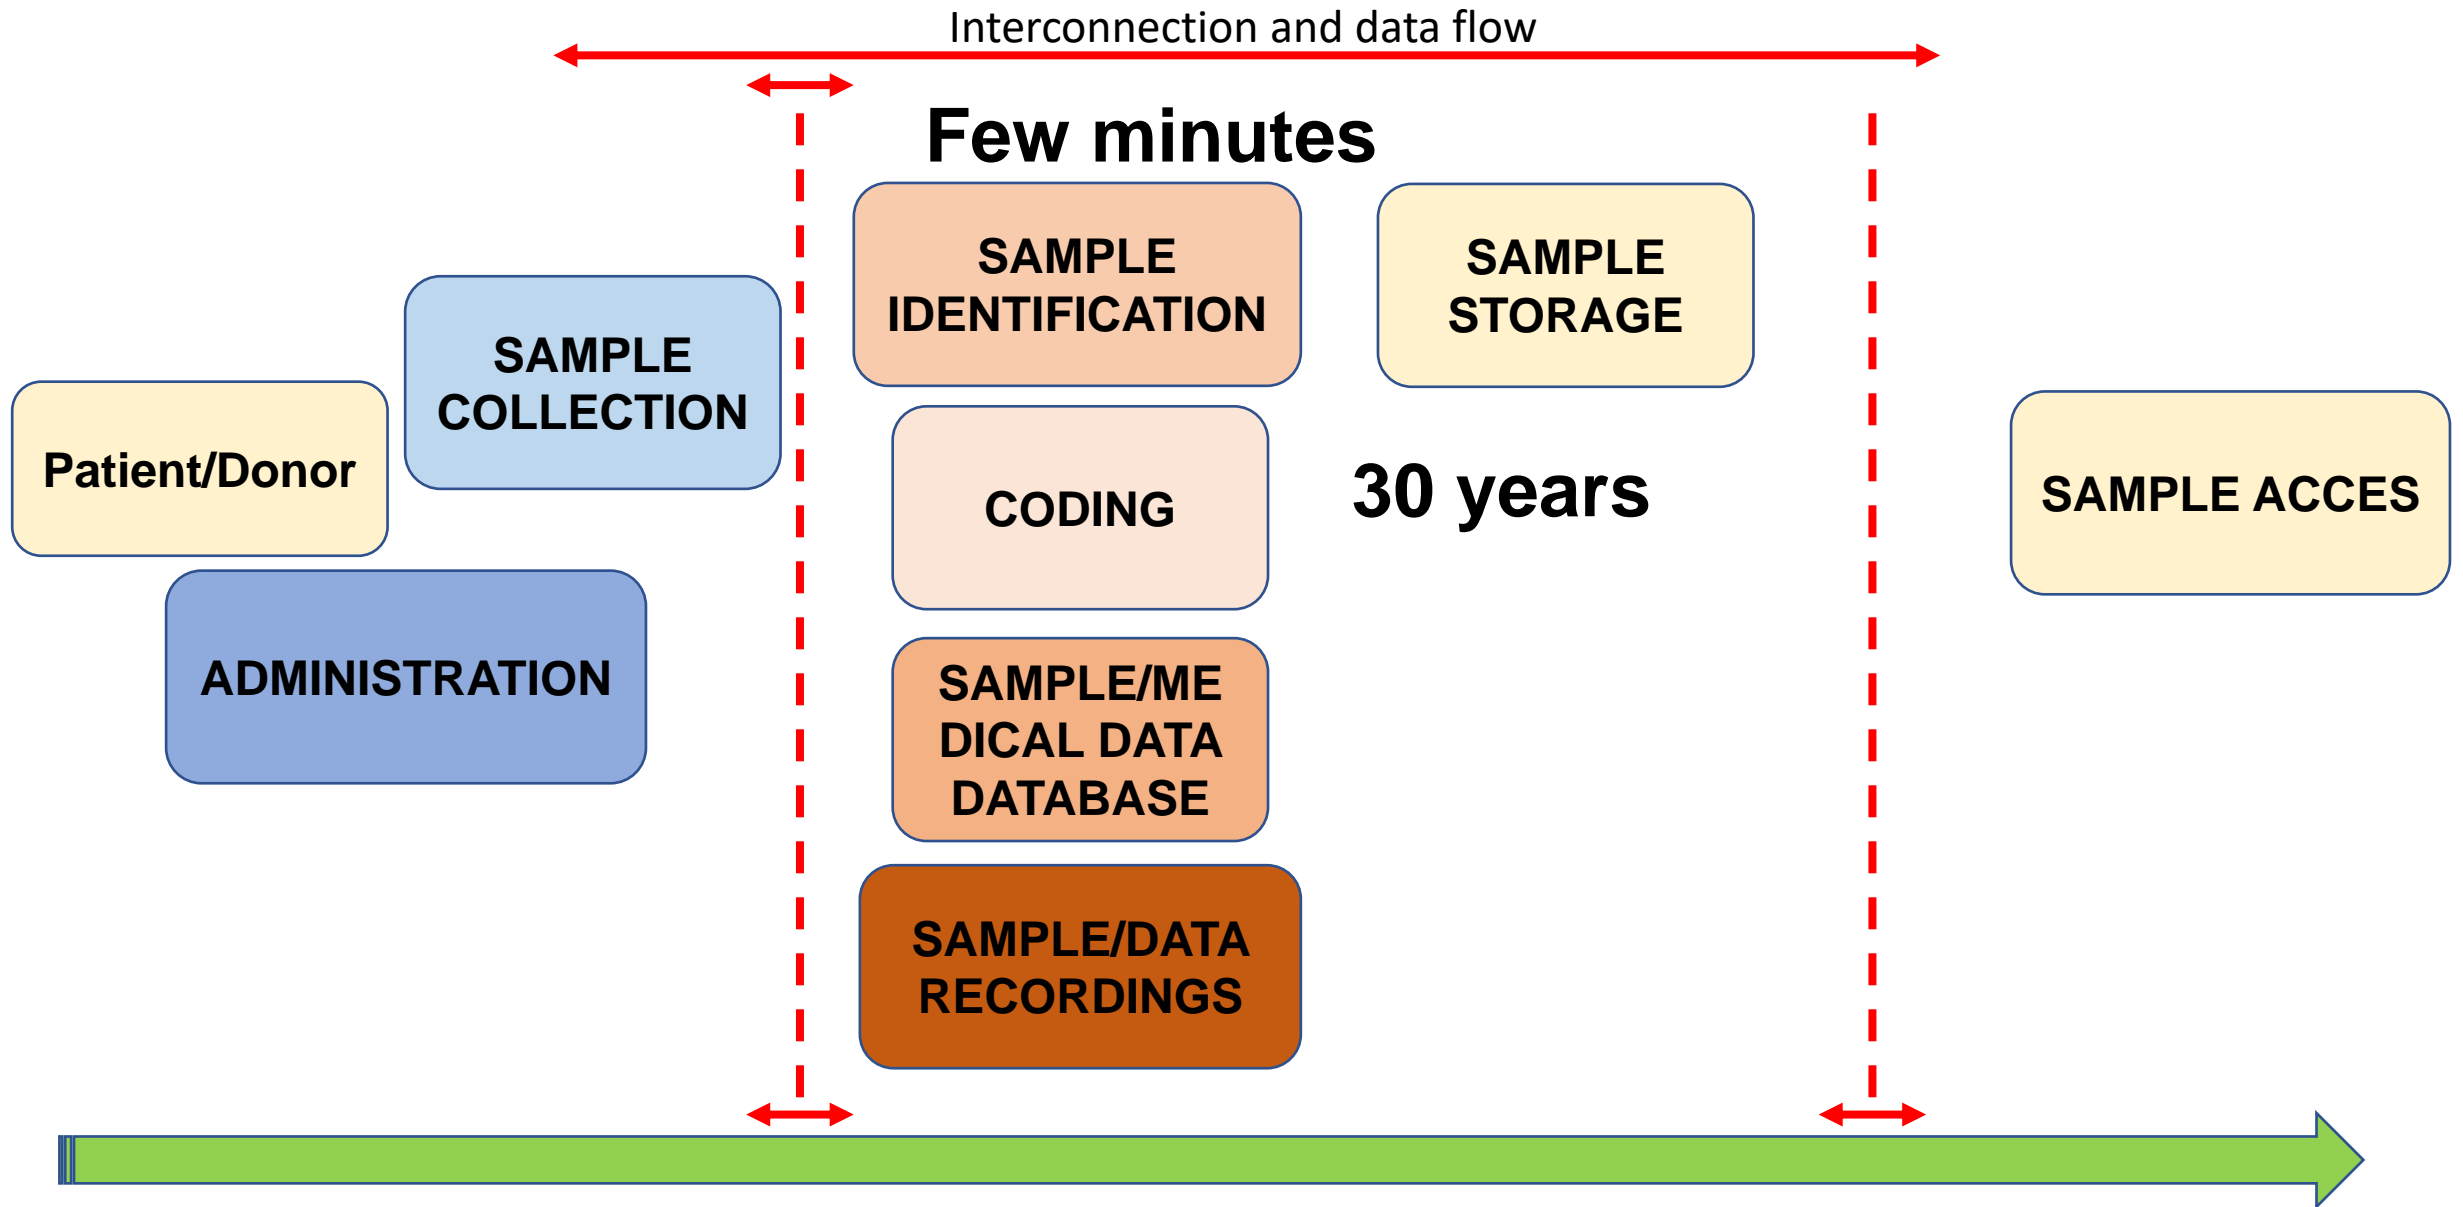 Interconnection and data flow
Few minutes
SAMPLE
IDENTIFICATION
SAMPLE
STORAGE
SAMPLE
COLLECTION
Patient/Donor
CODING
30 years
SAMPLE ACCES
ADMINISTRATION
SAMPLE/ME
DICAL DATA
DATABASE
SAMPLE/DATA
RECORDINGS